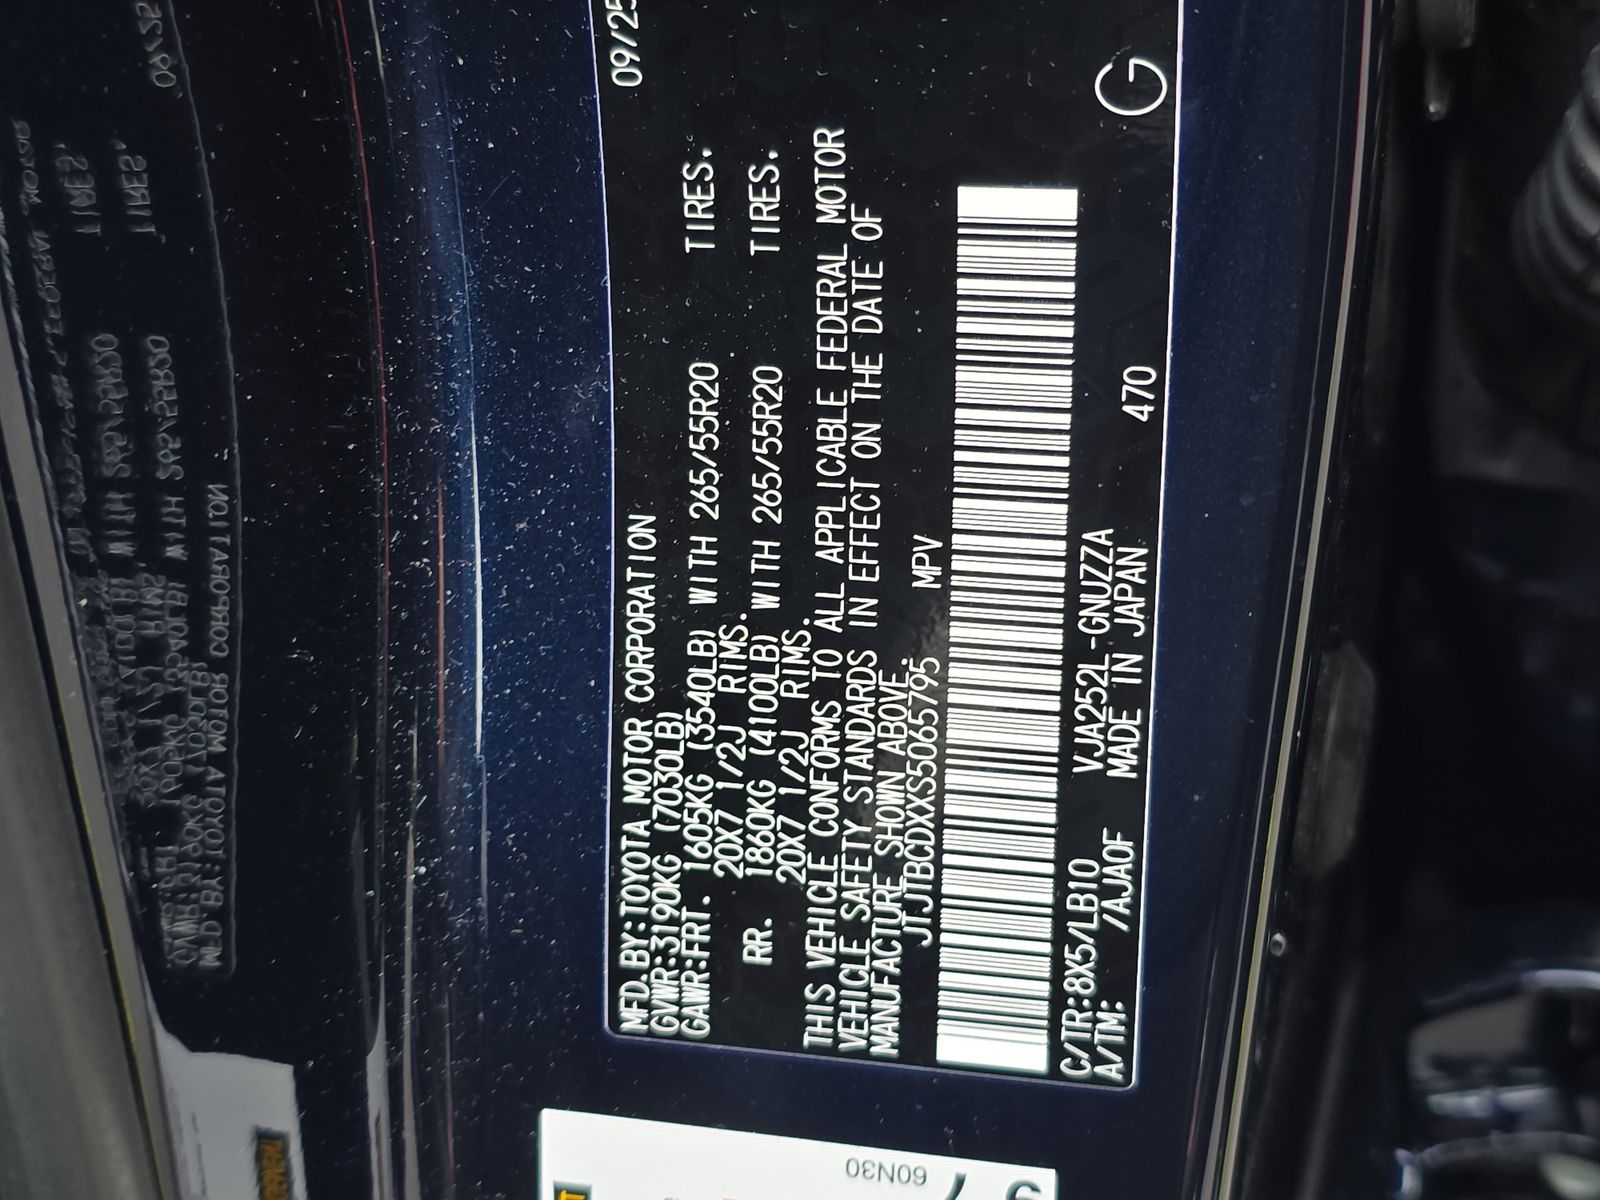 MFD.BY:TOYOTA MOTOR CORPORATION 09/25
GVWR:3190KG (7030LB)
GAWR:FRT. 1605KG (3540LB) WITH 265/55R20 TIRES.
20X7 1/2J RIMS.
RR. 1860KG (4100LB) WITH 265/55R20 TIRES.
20X7 1/2J RIMS.
THIS VEHICLE CONFORMS TO ALL APPLICABLE FEDERAL MOTOR
VEHICLE SAFETY STANDARDS IN EFFECT ON THE DATE OF
MANUFACTURE SHOWN ABOVE.
JTJTBCDXXS5065795 MPV
C/TR:8X5/LB10 VJA252L-GNUZZA
A/TM: /AJA0F MADE IN JAPAN 470 G
60N30